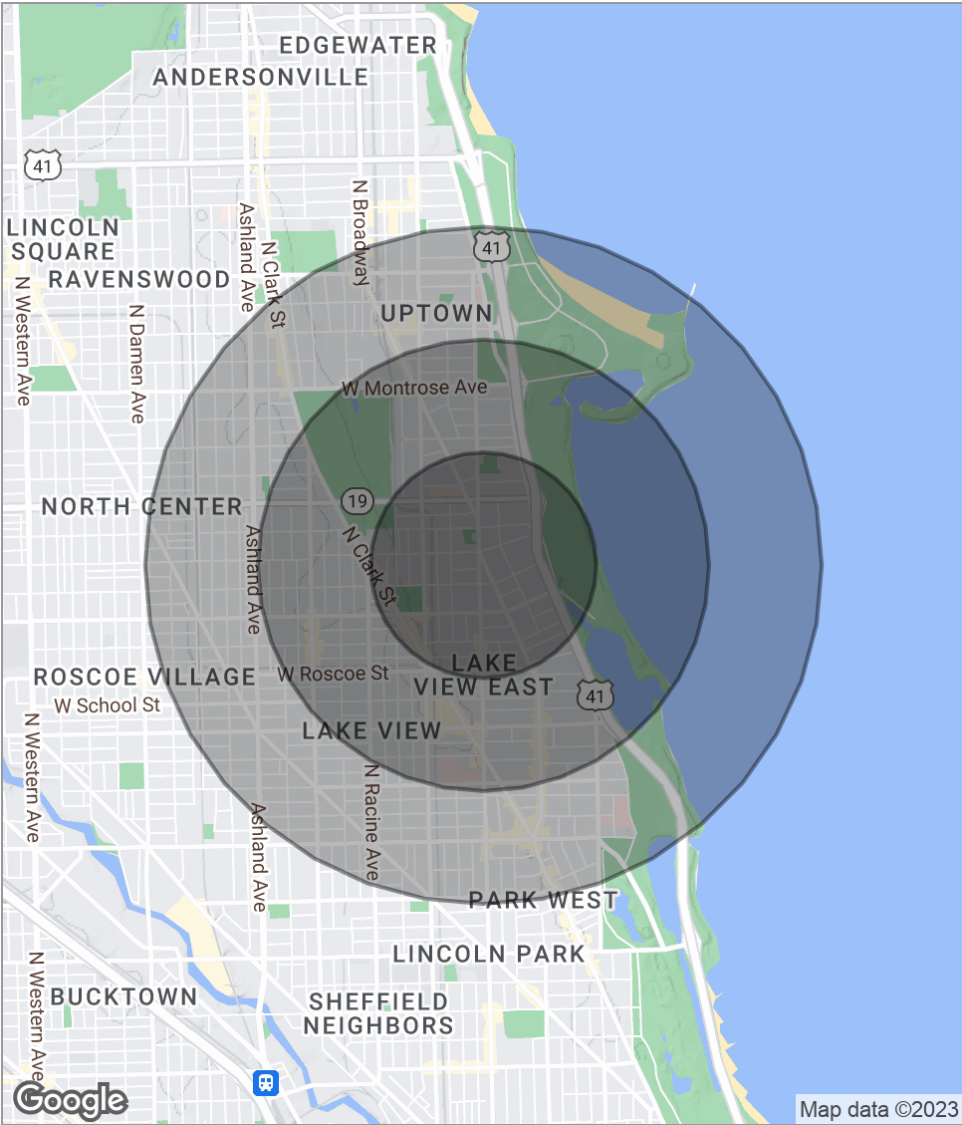 EDGEWATER
ANDERSONVILLE
41
N Broadway
Ashland Ave
LINCOLN
SQUARE
N Clark St
41
RAVENSWOOD
N Western Ave
N Damen Ave
UPTOWN
W Montrose Ave
19
NORTH CENTER
Ashland Ave
N Clark St
LAKE
VIEW EAST
ROSCOE VILLAGE
W Roscoe St
41
W School St
N Western Ave
LAKE VIEW
N Racine Ave
Ashland Ave
PARK WEST
LINCOLN PARK
N Western Ave
BUCKTOWN
SHEFFIELD
NEIGHBORS
Google
Map data ©2023